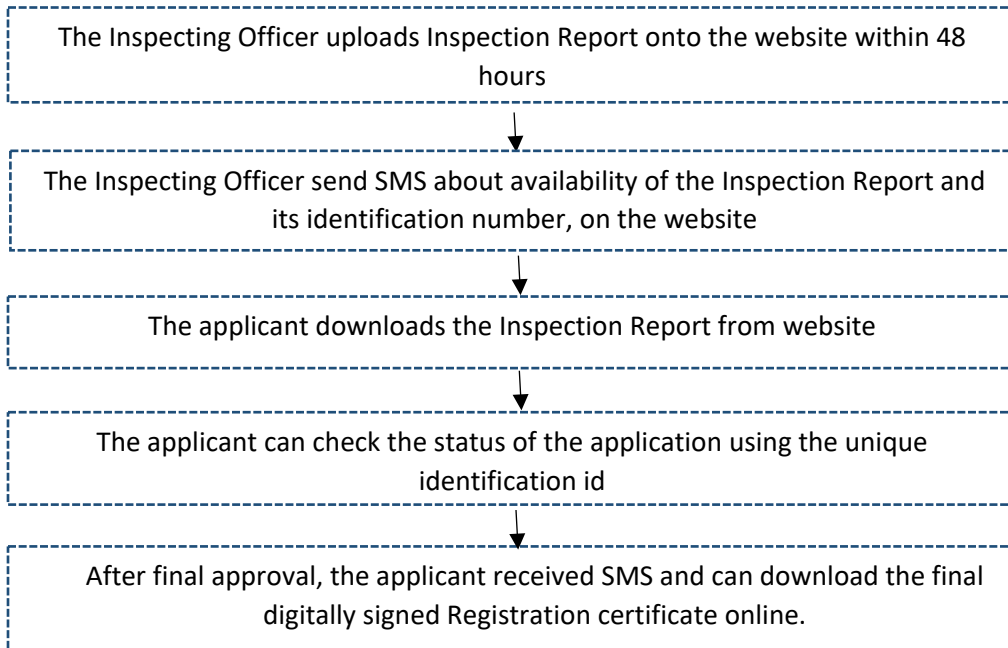 The Inspecting Officer uploads Inspection Report onto the website within 48
hours
The Inspecting Officer send SMS about availability of the Inspection Report and
its identification number, on the website
The applicant downloads the Inspection Report from website
The applicant can check the status of the application using the unique
identification id
After final approval, the applicant received SMS and can download the final
digitally signed Registration certificate online.